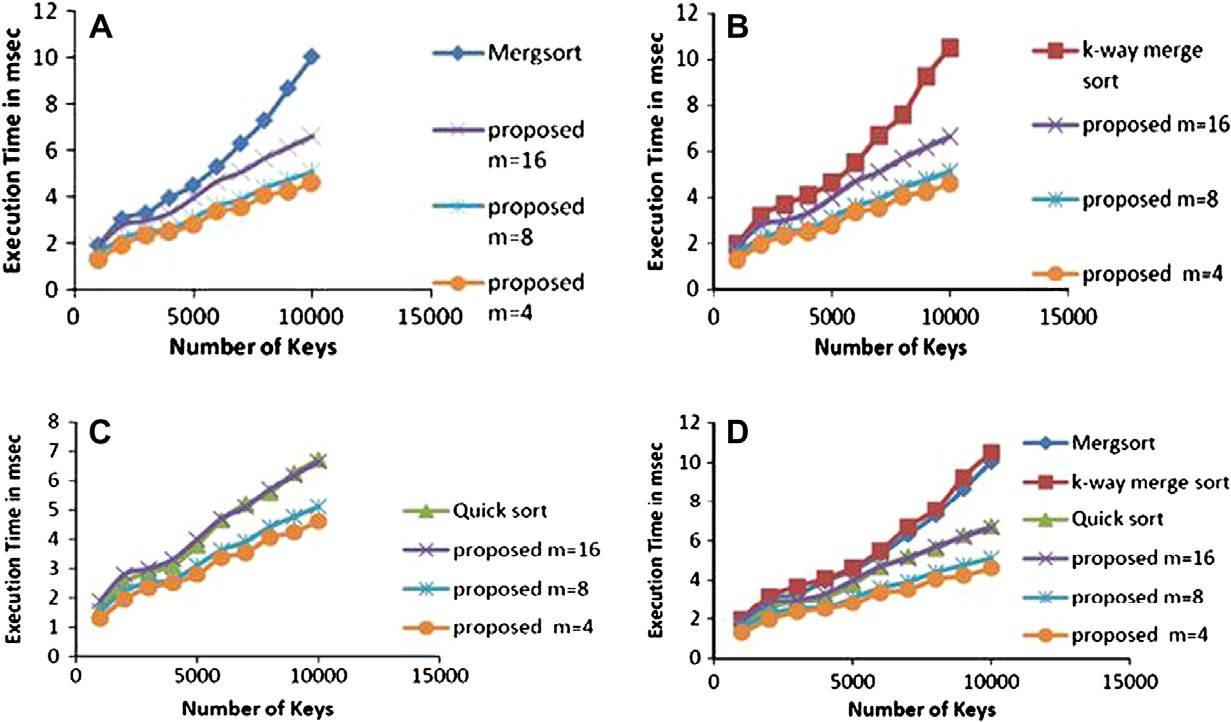 A
Execution Time in msec
12
10
8
6
4
2
0
0 5000 10000 15000
Number of Keys
Mergsort
proposed
m=16
proposed
m=8
proposed
m=4
B
Execution Time in msec
12
10
8
6
4
2
0
0 5000 10000 15000
Number of Keys
k-way merge
sort
proposed m=16
proposed m=8
proposed m=4
C
Execution Time in msec
8
7
6
5
4
3
2
1
0
0 5000 10000 15000
Number of Keys
Quick sort
proposed m=16
proposed m=8
proposed m=4
D
Execution Time in msec
12
10
8
6
4
2
0
0 5000 10000 15000
Number of Keys
Mergsort
k-way merge sort
Quick sort
proposed m=16
proposed m=8
proposed m=4